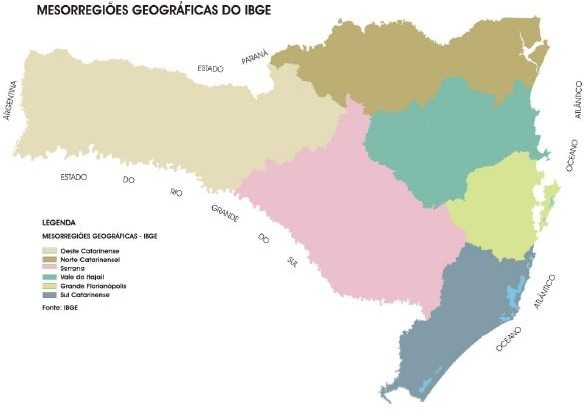 MESORREGIÕES GEOGRÁFICAS DO IBGE
ESTADO PARANÁ
ARGENTINA
ATLÂNTICO
OCEANO
ESTADO DO RIO GRANDE DO SUL
OCEANO ATLÂNTICO
LEGENDA
MESORREGIÕES GEOGRÁFICAS - IBGE
Oeste Catarinense
Norte Catarinensel
Serrana
Vale do Itajaíl
Grande Florianópolis
Sul Catarinense
Fonte: IBGE